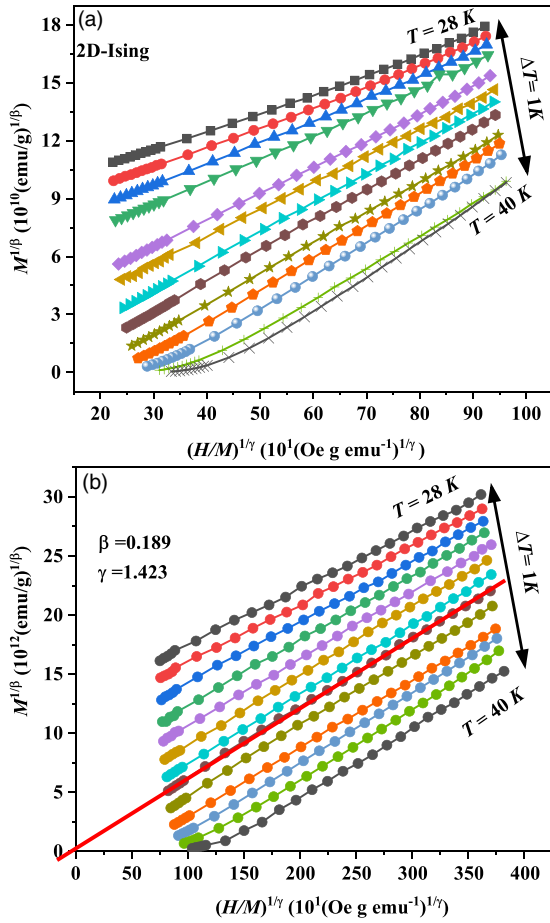 (a)
T = 28 K
2D-Ising
ΔT= 1K
T = 40 K
M^1/β (10^10(emu/g)^1/β)
18
15
12
9
6
3
0
20 30 40 50 60 70 80 90 100
(H/M)^1/γ (10^1(Oe g emu^-1)^1/γ)
(b)
T = 28 K
β =0.189
γ =1.423
ΔT= 1K
T = 40 K
M^1/β (10^12(emu/g)^1/β)
30
25
20
15
10
5
0
0 50 100 150 200 250 300 350 400
(H/M)^1/γ (10^1(Oe g emu^-1)^1/γ)